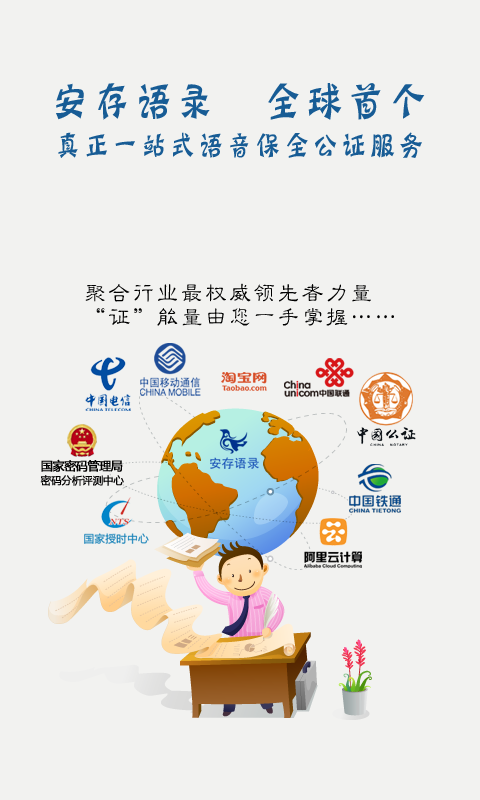 安存语录 全球首个
真正一站式语音保全公证服务
聚合行业最权威领先者力量
“证”能量由您一手掌握……
中国电信
CHINA TELECOM
中国移动通信
CHINA MOBILE
淘宝网
Taobao.com
China
unicom中国联通
中国公证
CHINA NOTARY
安存语录
国家密码管理局
密码分析评测中心
中国铁通
CHINA TIETONG
NTS
国家授时中心
阿里云计算
Alibaba Cloud Computing